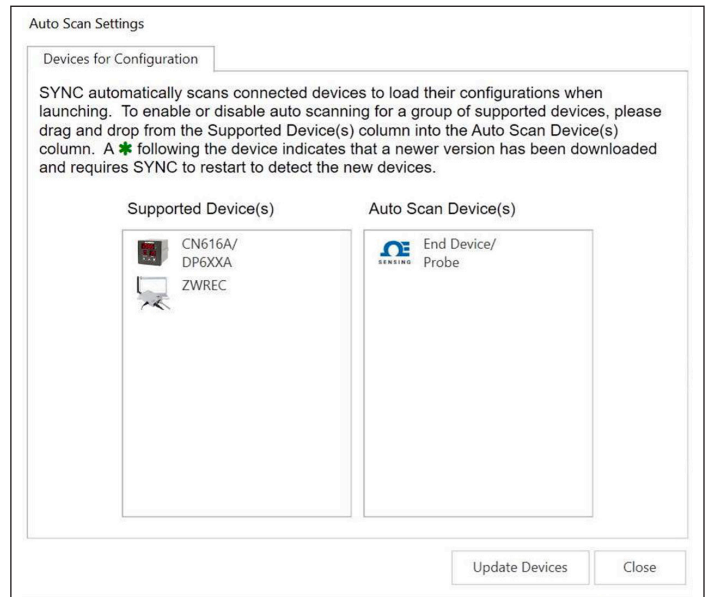 Auto Scan Settings
Devices for Configuration
SYNC automatically scans connected devices to load their configurations when
launching. To enable or disable auto scanning for a group of supported devices, please
drag and drop from the Supported Device(s) column into the Auto Scan Device(s)
column. A ✱ following the device indicates that a newer version has been downloaded
and requires SYNC to restart to detect the new devices.
Supported Device(s)
CN616A/
DP6XXA
ZWREC
Auto Scan Device(s)
SENSING
End Device/
Probe
Update Devices
Close